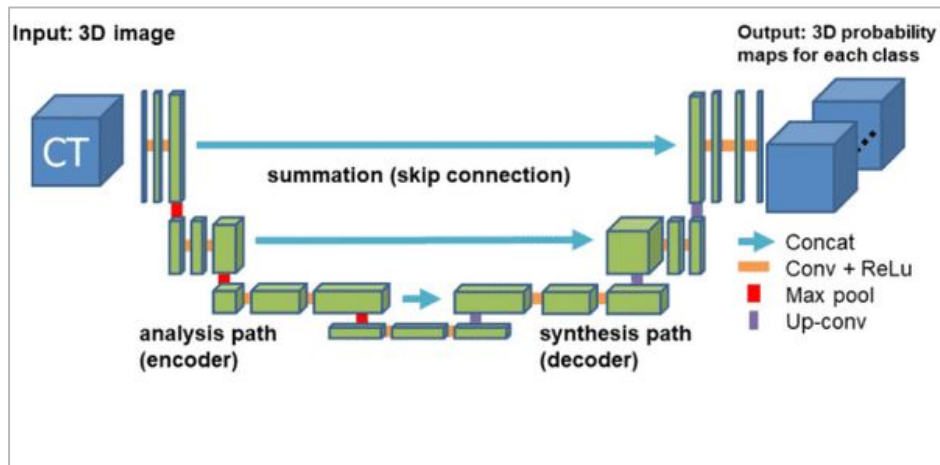 Input: 3D image
Output: 3D probability
maps for each class
CT
summation (skip connection)
Concat
Conv + ReLu
Max pool
Up-conv
analysis path
(encoder)
synthesis path
(decoder)